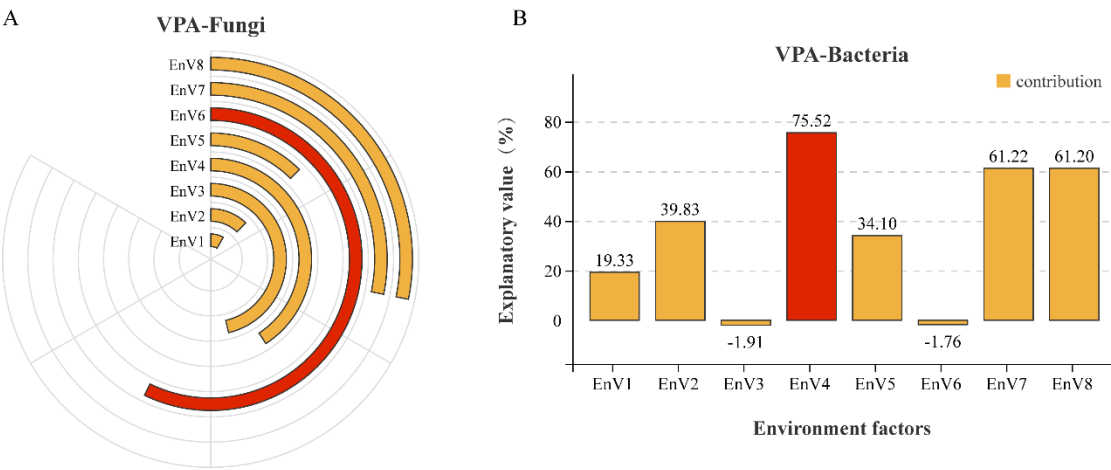 A
VPA-Fungi
EnV8
EnV7
EnV6
EnV5
EnV4
EnV3
EnV2
EnV1
B
VPA-Bacteria
contribution
Explanatory value (%)
80
60
40
20
0
19.33
39.83
-1.91
75.52
34.10
-1.76
61.22
61.20
EnV1 EnV2 EnV3 EnV4 EnV5 EnV6 EnV7 EnV8
Environment factors